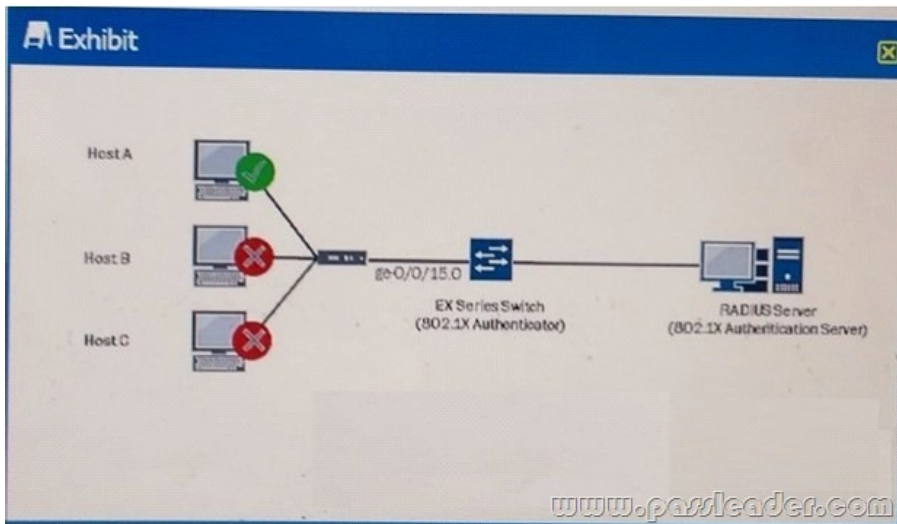 Exhibit
Host A
Host B
Host C
ge-0/0/15.0
EX Series Switch
(802.1X Authenticator)
RADIUS Server
(802.1X Authentication Server)
www.passleader.com